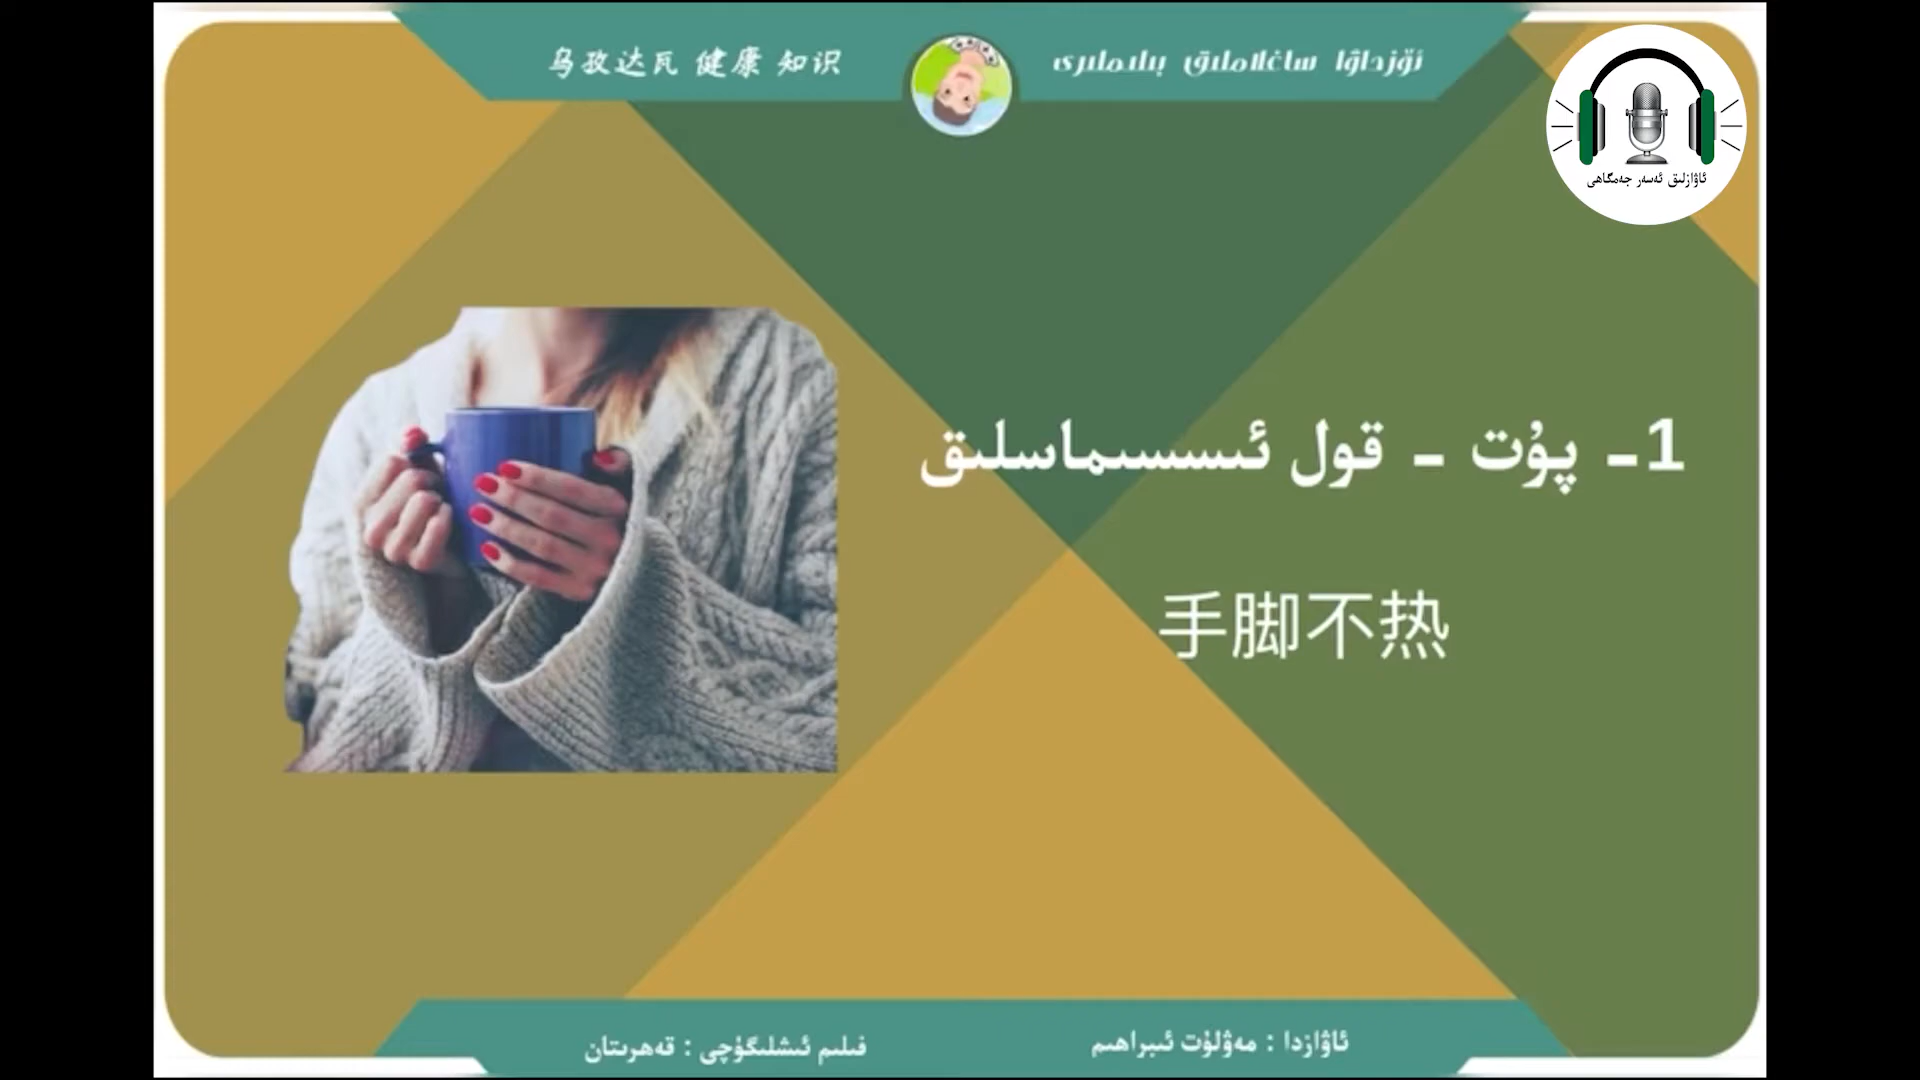 乌孜达瓦 健康 知识
ئۆزداۋا ساغلاملىق بىلىملىرى
ئاۋازلىق ئەسەر جەمگاھى
1- پۇت - قول ئىسسىماسلىق
手脚不热
ئاۋازدا : مەۋلۇت ئىبراھىم
فىلىم ئىشلىگۈچى : قەھرىتان